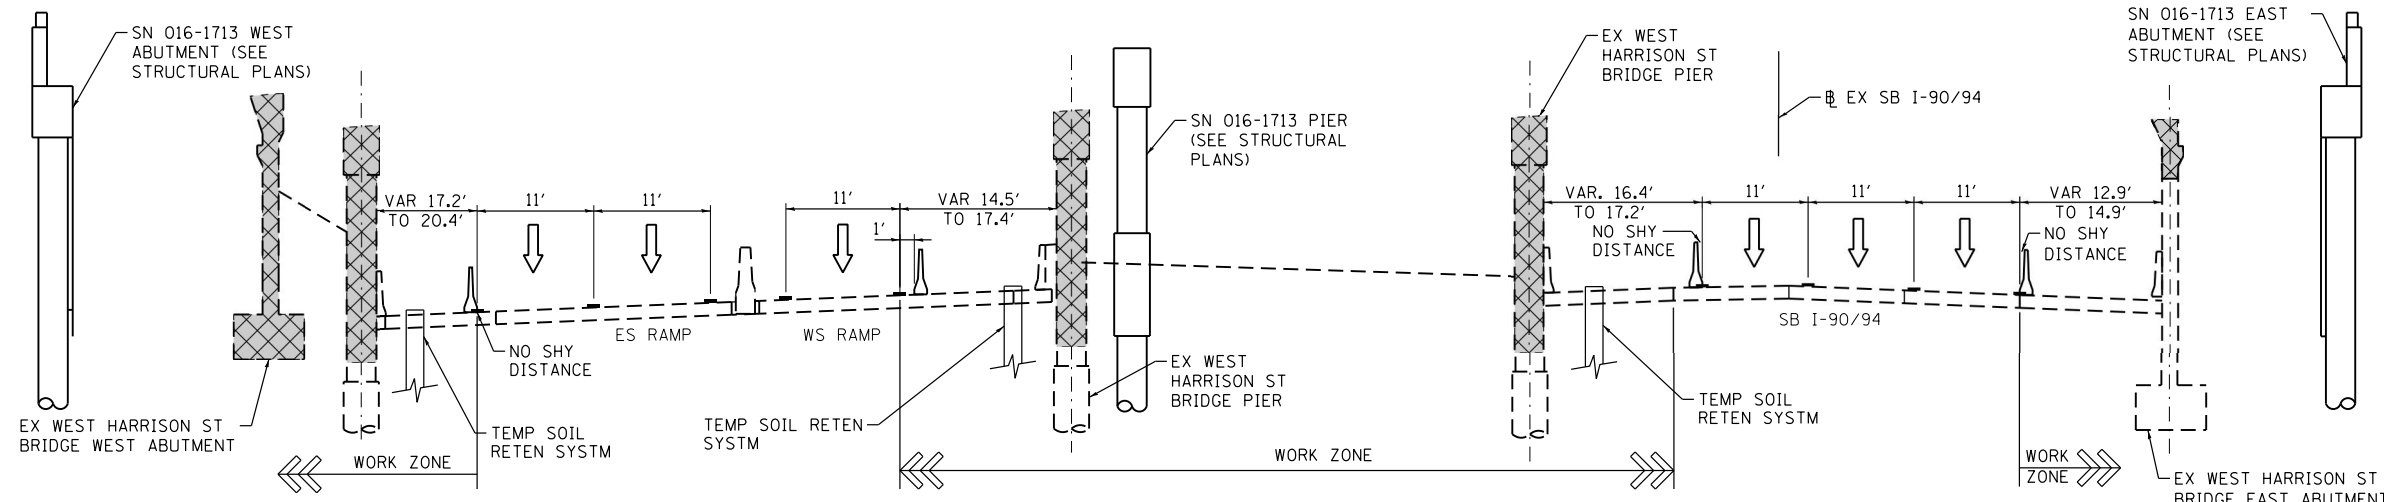 SN 016-1713 WEST
ABUTMENT (SEE
STRUCTURAL PLANS)
EX WEST
HARRISON ST
BRIDGE PIER
SN 016-1713 EAST
ABUTMENT (SEE
STRUCTURAL PLANS)
℄ EX SB I-90/94
SN 016-1713 PIER
(SEE STRUCTURAL
PLANS)
VAR 17.2'
TO 20.4'
11'
11'
11'
VAR 14.5'
TO 17.4'
1'
VAR. 16.4'
TO 17.2'
11'
11'
11'
VAR 12.9'
TO 14.9'
NO SHY
DISTANCE
NO SHY
DISTANCE
ES RAMP
WS RAMP
SB I-90/94
NO SHY
DISTANCE
EX WEST
HARRISON ST
BRIDGE PIER
EX WEST HARRISON ST
BRIDGE WEST ABUTMENT
TEMP SOIL
RETEN SYSTM
TEMP SOIL RETEN
SYSTM
TEMP SOIL
RETEN SYSTM
WORK ZONE
WORK ZONE
WORK
ZONE
EX WEST HARRISON ST
BRIDGE EAST ABUTMENT